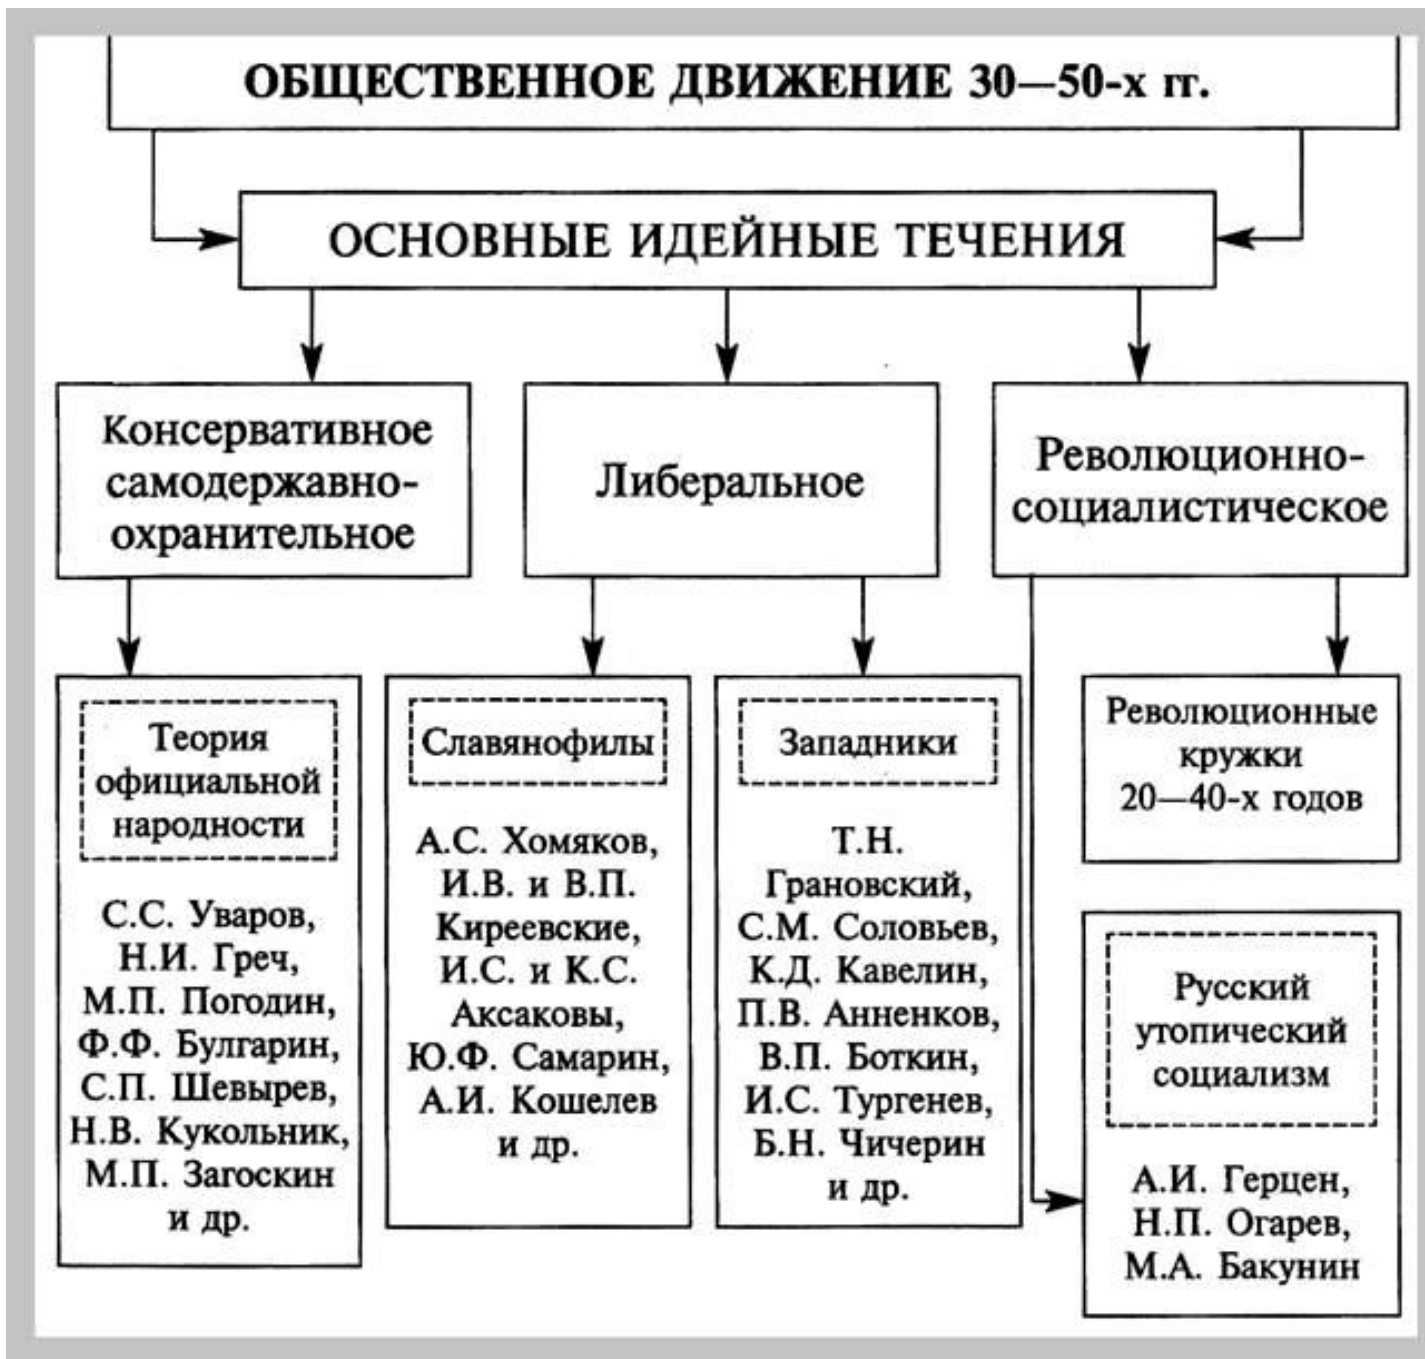 ОБЩЕСТВЕННОЕ ДВИЖЕНИЕ 30—50-х гг.
ОСНОВНЫЕ ИДЕЙНЫЕ ТЕЧЕНИЯ
Консервативное
самодержавно-
охранительное
Либеральное
Революционно-
социалистическое
Теория
официальной
народности
С.С. Уваров,
Н.И. Греч,
М.П. Погодин,
Ф.Ф. Булгарин,
С.П. Шевырев,
Н.В. Кукольник,
М.П. Загоскин
и др.
Славянофилы
А.С. Хомяков,
И.В. и В.П.
Киреевские,
И.С. и К.С.
Аксаковы,
Ю.Ф. Самарин,
А.И. Кошелев
и др.
Западники
Т.Н.
Грановский,
С.М. Соловьев,
К.Д. Кавелин,
П.В. Анненков,
В.П. Боткин,
И.С. Тургенев,
Б.Н. Чичерин
и др.
Революционные
кружки
20—40-х годов
Русский
утопический
социализм
А.И. Герцен,
Н.П. Огарев,
М.А. Бакунин